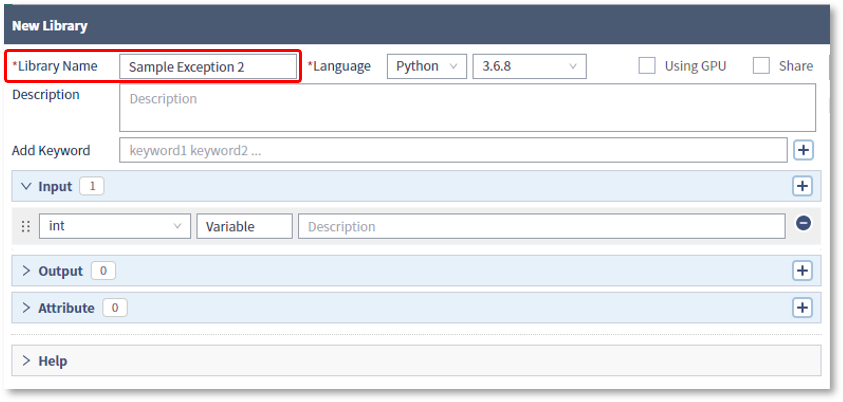 New Library
*Library Name Sample Exception 2 *Language Python 3.6.8 Using GPU Share
Description Description
Add Keyword keyword1 keyword2 ...
Input 1
int Variable Description
Output 0
Attribute 0
Help